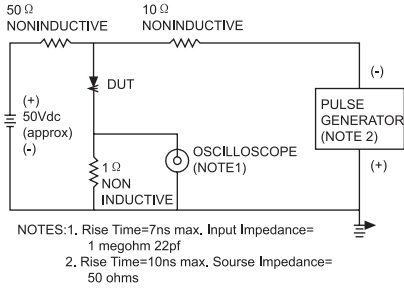 50 Ω
NONINDUCTIVE
10 Ω
NONINDUCTIVE
DUT
(+)
50Vdc
(approx)
(-)
(-)
PULSE
GENERATOR
(NOTE 2)
(+)
OSCILLOSCOPE
(NOTE1)
1 Ω
NON
INDUCTIVE
NOTES:1. Rise Time=7ns max. Input Impedance=
1 megohm 22pf
2. Rise Time=10ns max. Sourse Impedance=
50 ohms